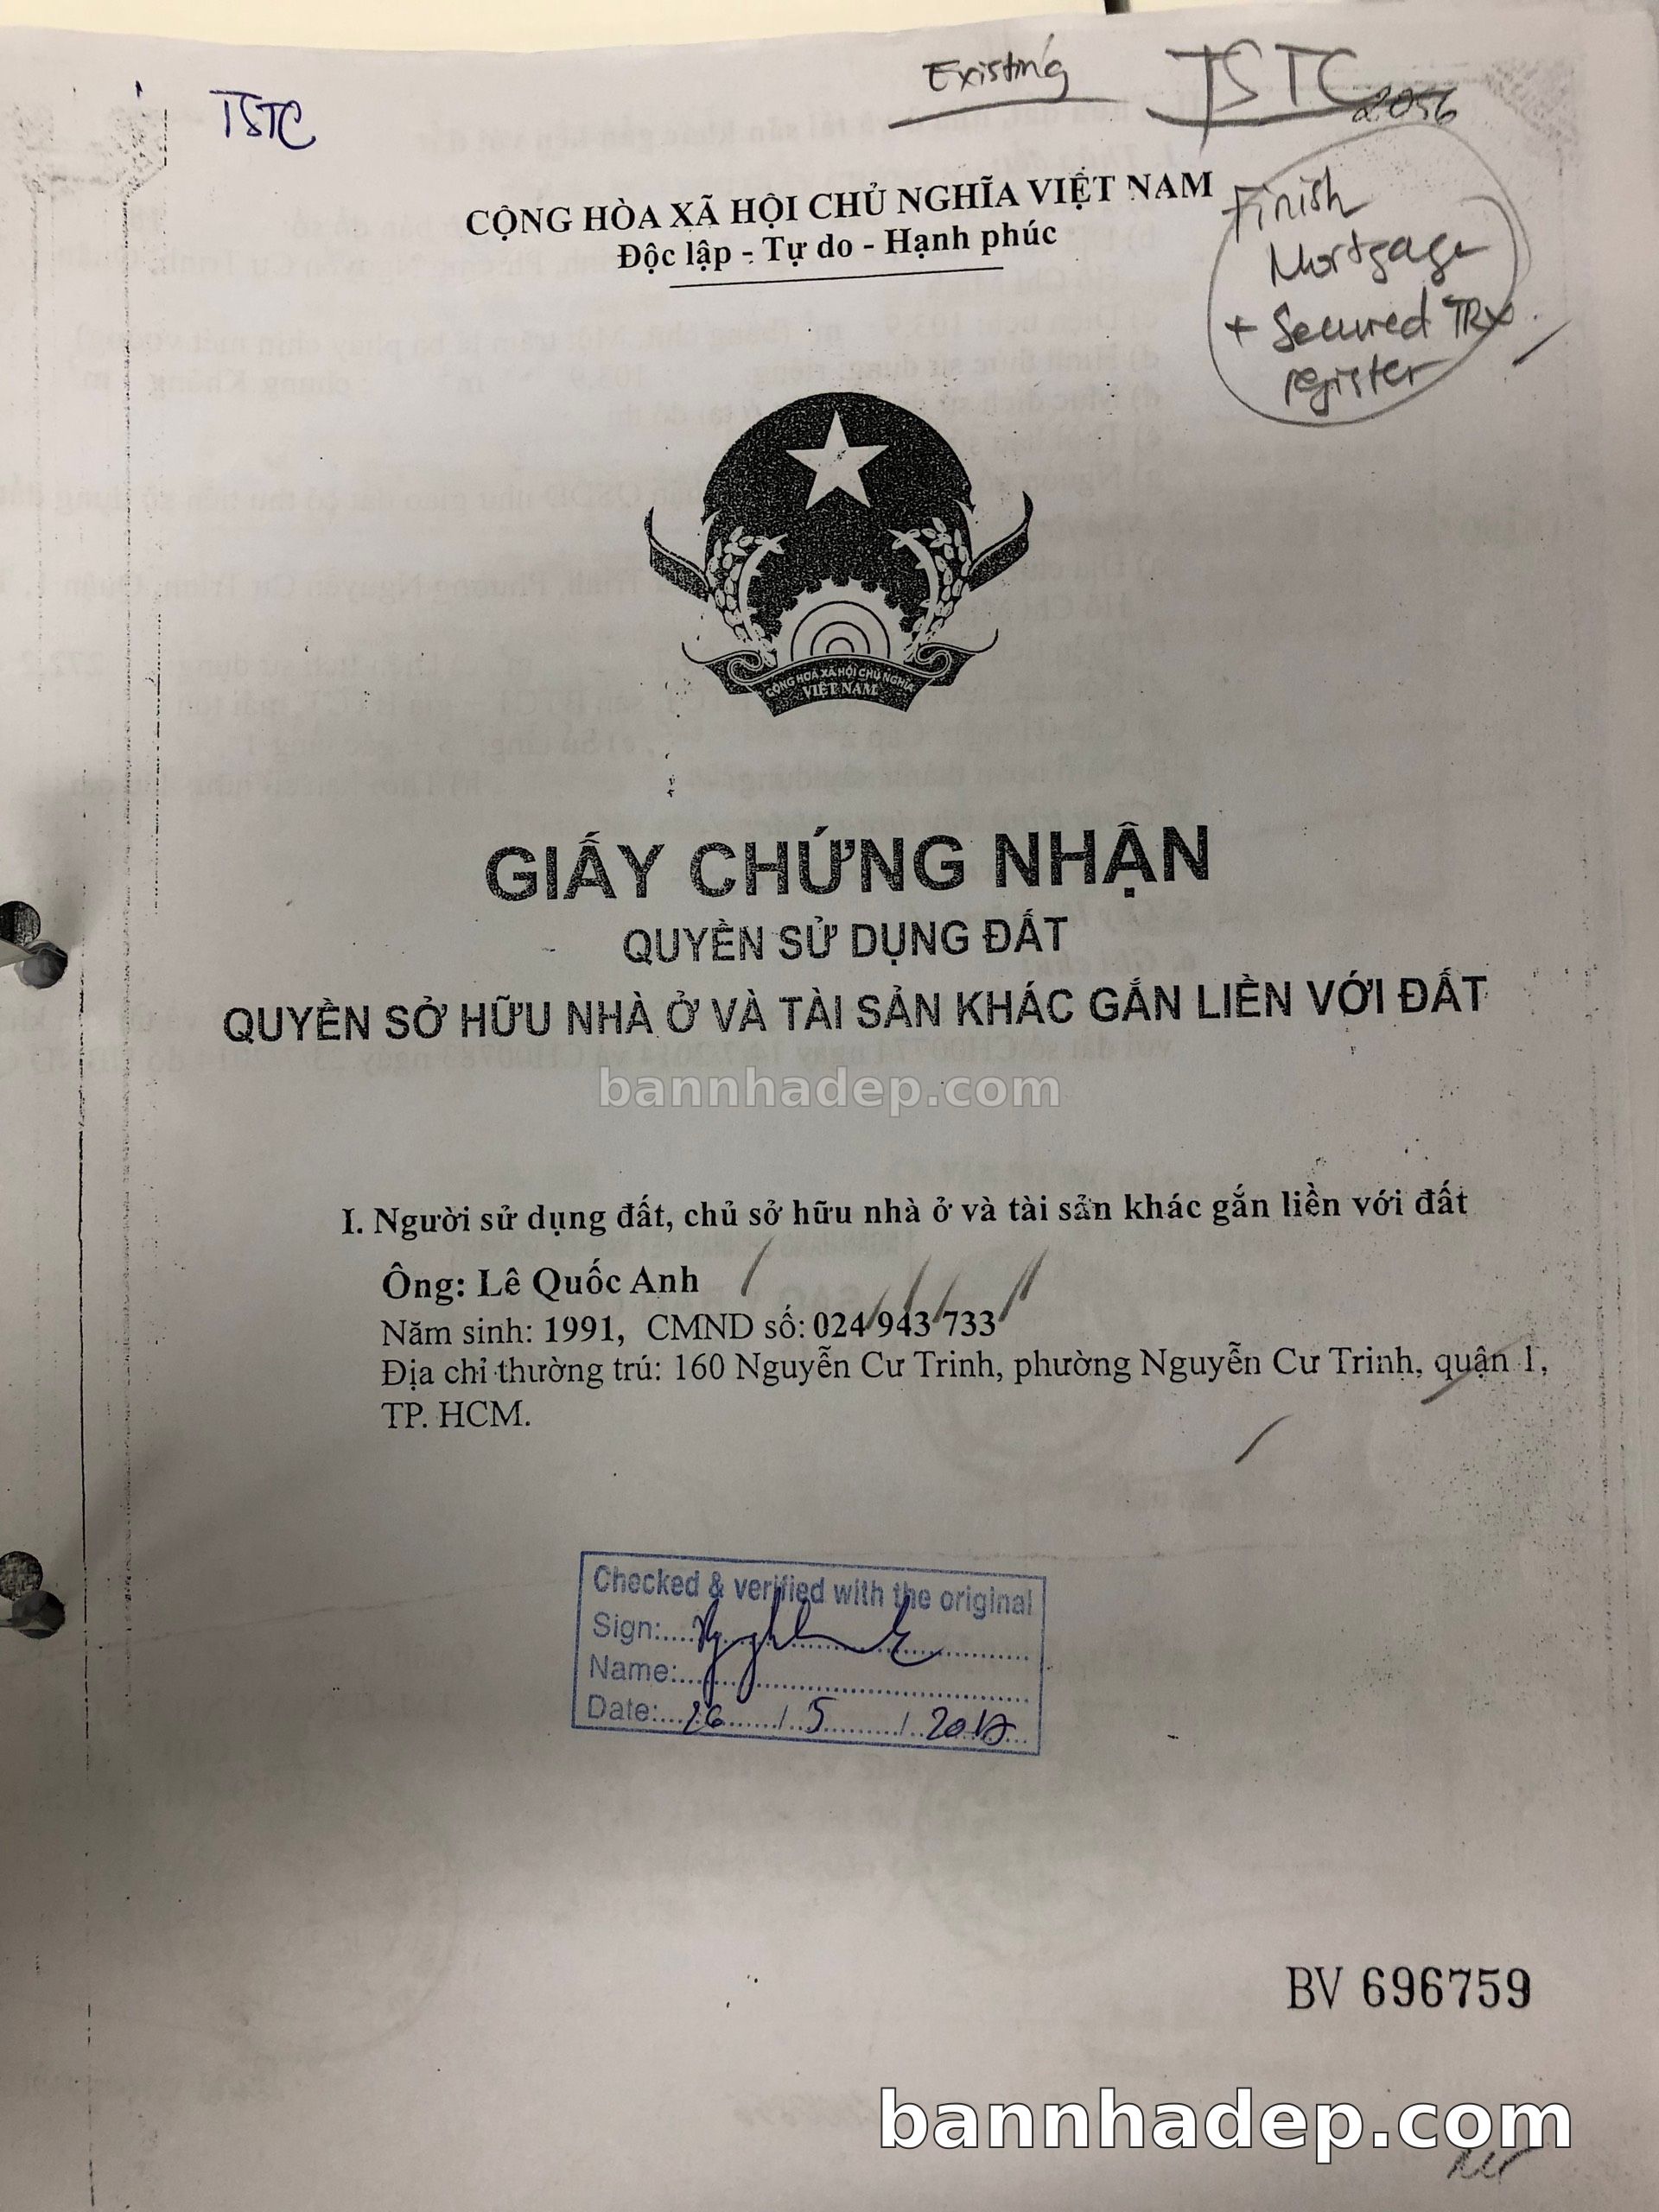 Existing TSTC
2056
TSTC
CỘNG HÒA XÃ HỘI CHỦ NGHĨA VIỆT NAM
Độc lập - Tự do - Hạnh phúc
Finish
Mortgage
+ Secured TRX
register
CỘNG HÒA XÃ HỘI CHỦ NGHĨA
VIỆT NAM
GIẤY CHỨNG NHẬN
QUYỀN SỬ DỤNG ĐẤT
QUYỀN SỞ HỮU NHÀ Ở VÀ TÀI SẢN KHÁC GẮN LIỀN VỚI ĐẤT
bannhadep.com
I. Người sử dụng đất, chủ sở hữu nhà ở và tài sản khác gắn liền với đất
Ông: Lê Quốc Anh
Năm sinh: 1991, CMND số: 024 943 733
Địa chỉ thường trú: 160 Nguyễn Cư Trinh, phường Nguyễn Cư Trinh, quận 1,
TP. HCM.
Checked & verified with the original
Sign:
Name:
Date: 26 / 5 / 2017
BV 696759
bannhadep.com